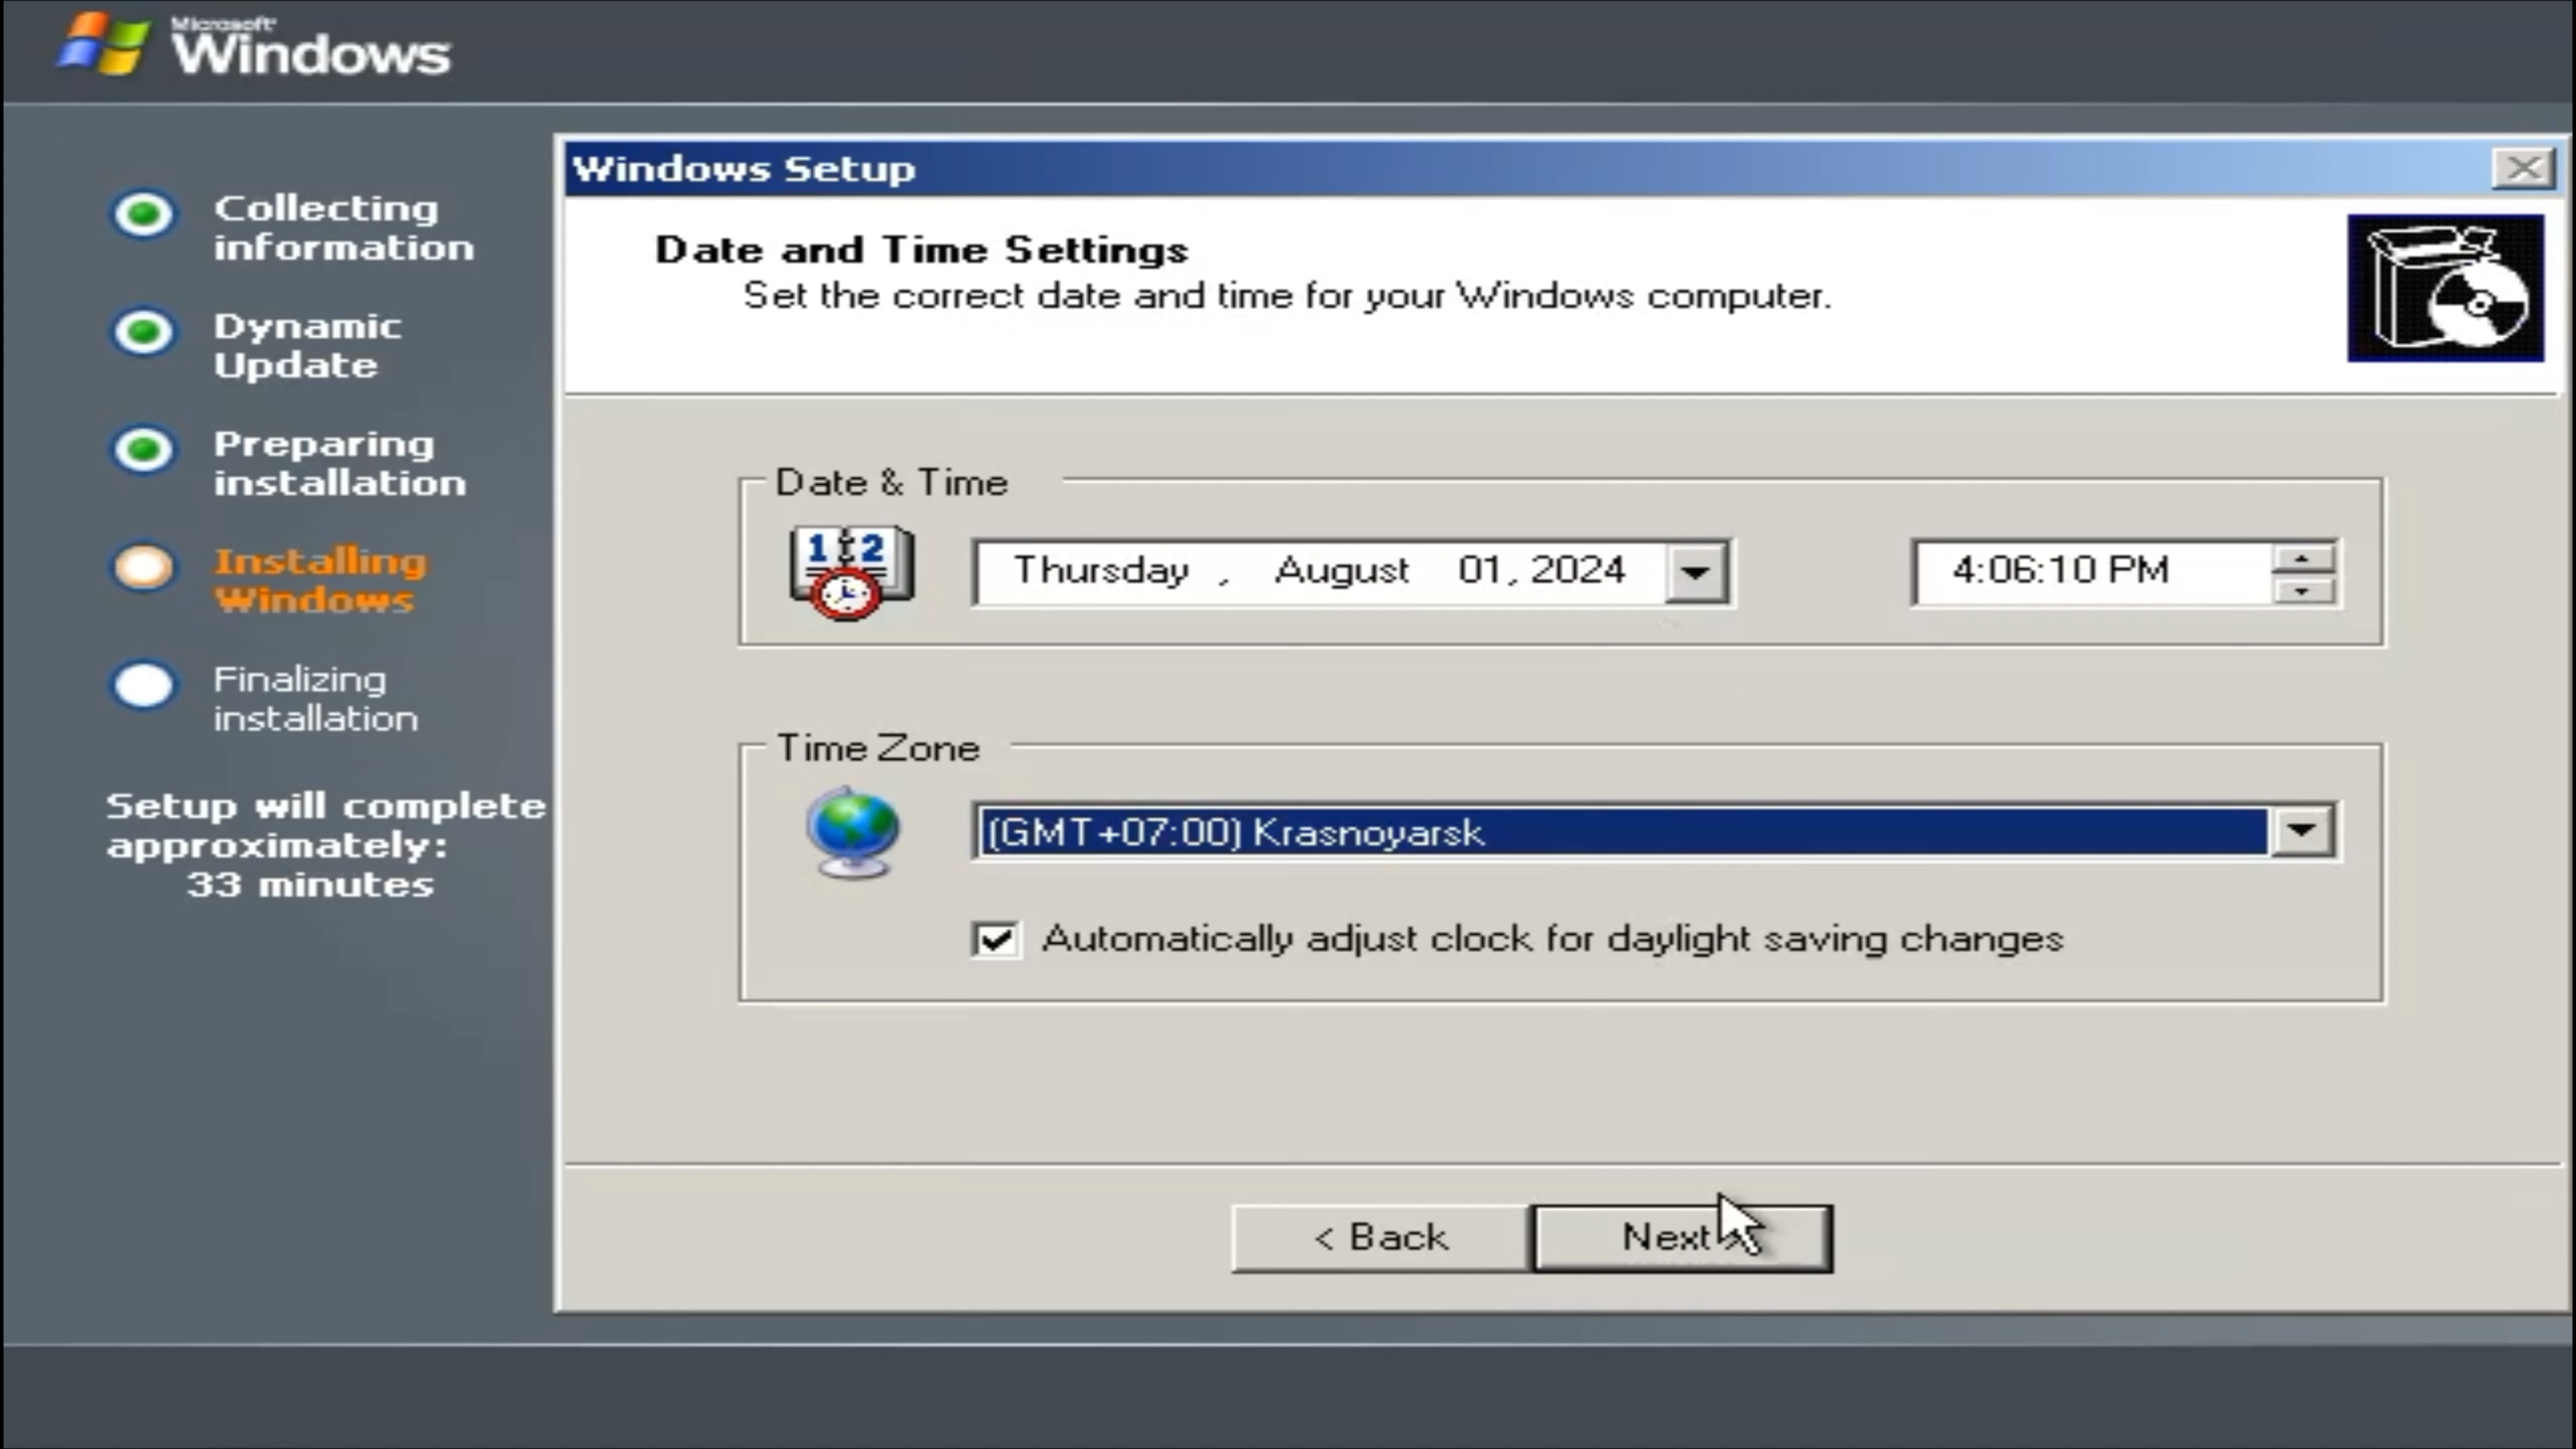 Microsoft
Windows
Collecting
information
Dynamic
Update
Preparing
installation
Installing
Windows
Finalizing
installation
Setup will complete
approximately:
33 minutes
Windows Setup
Date and Time Settings
Set the correct date and time for your Windows computer.
Date & Time
12
Thursday , August 01, 2024
4:06:10 PM
Time Zone
(GMT+07:00) Krasnoyarsk
Automatically adjust clock for daylight saving changes
< Back
Next >